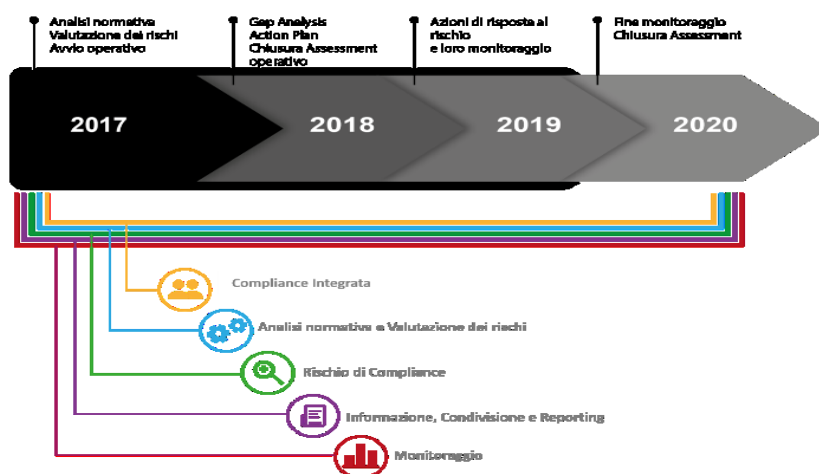 Analisi normativa
Valutazione dei rischi
Avvio operativo
Gap Analysis
Action Plan
Chiusura Assessment
operativo
Azioni di risposta al
rischio
e loro monitoraggio
Fine monitoraggio
Chiusura Assessment
2017
2018
2019
2020
Compliance Integrata
Analisi normativa e Valutazione dei rischi
Rischio di Compliance
Informazione, Condivisione e Reporting
Monitoraggio